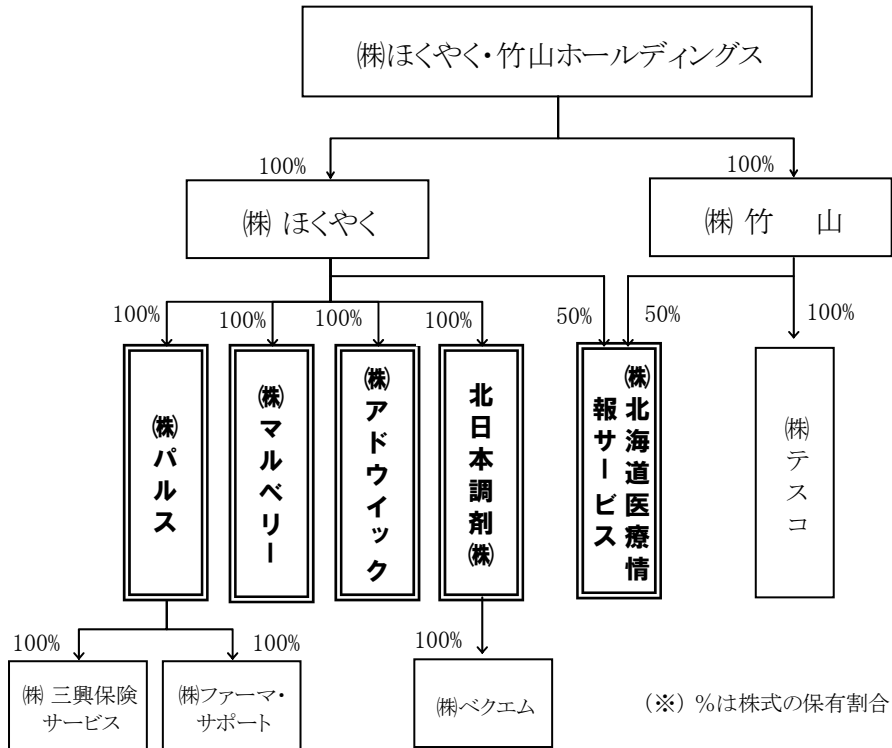 ㈱ほくやく・竹山ホールディングス
100%
100%
㈱ ほくやく
㈱ 竹 山
100%
100%
100%
100%
50%
50%
100%
㈱パルス
㈱マルベリー
㈱アドウイック
北日本調剤㈱
㈱北海道医療情
報サービス
㈱テスコ
100%
100%
100%
㈱ 三興保険
サービス
㈱ファーマ・
サポート
㈱ベクエム
(※) %は株式の保有割合